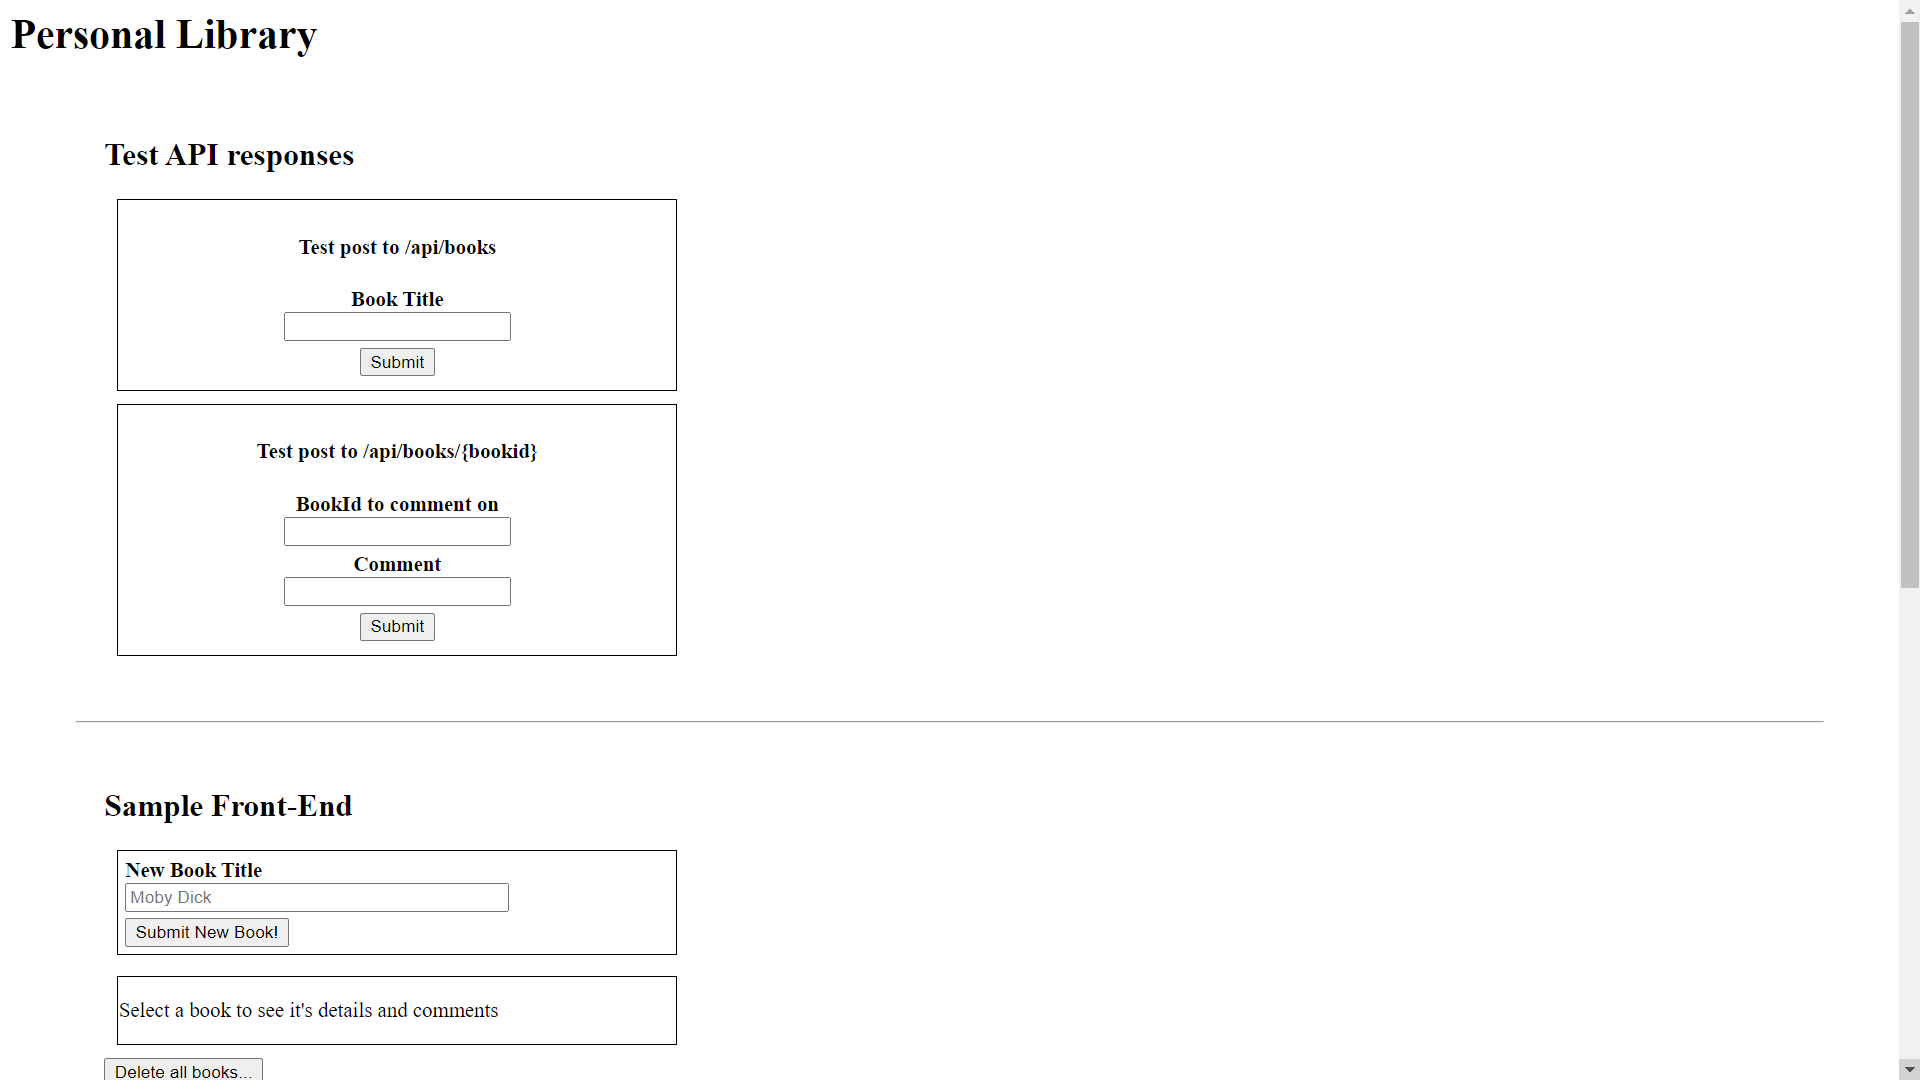 Personal Library
Test API responses
Test post to /api/books
Book Title
Submit
Test post to /api/books/{bookid}
BookId to comment on
Comment
Submit
Sample Front-End
New Book Title
Moby Dick
Submit New Book!
Select a book to see it's details and comments
Delete all books...